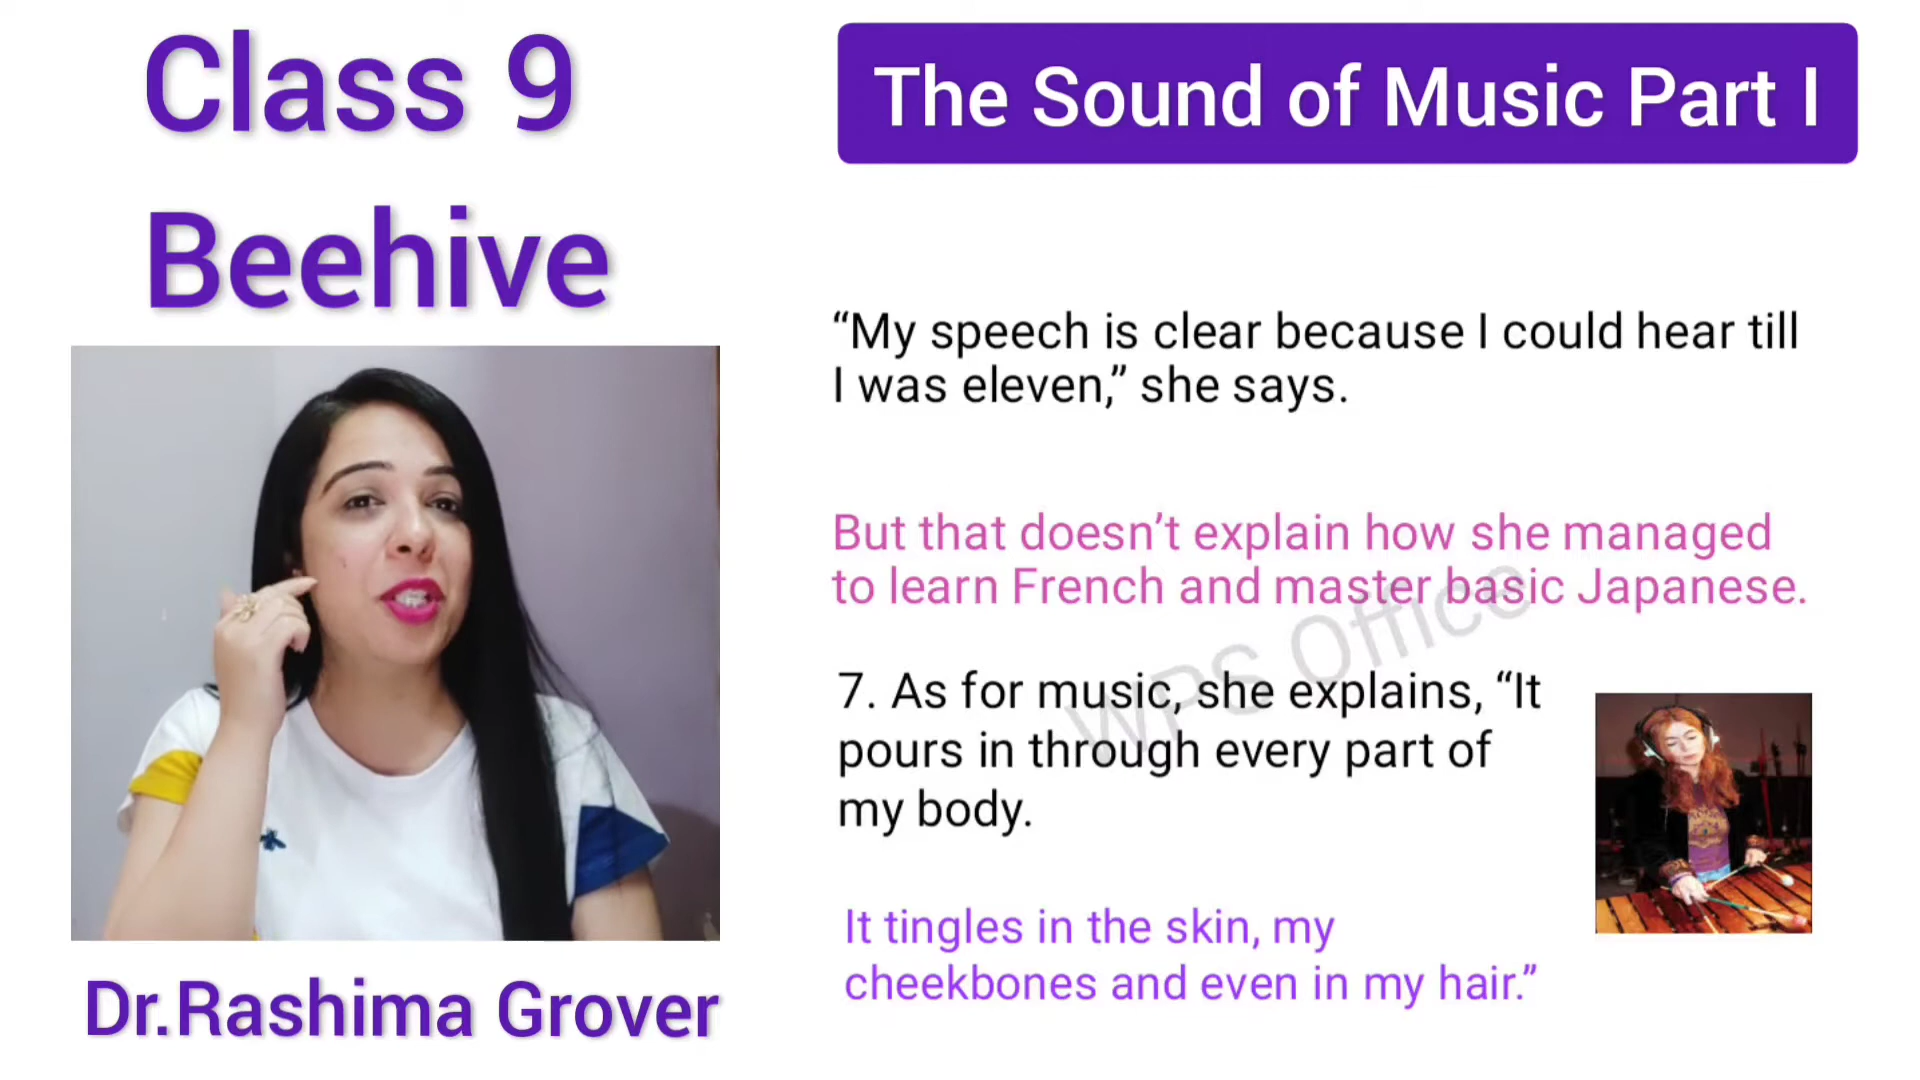 Class 9
Beehive
Dr.Rashima Grover
The Sound of Music Part I
“My speech is clear because I could hear till
I was eleven,” she says.
But that doesn’t explain how she managed
to learn French and master basic Japanese.
7. As for music, she explains, “It
pours in through every part of
my body.
It tingles in the skin, my
cheekbones and even in my hair.”
WPS Office